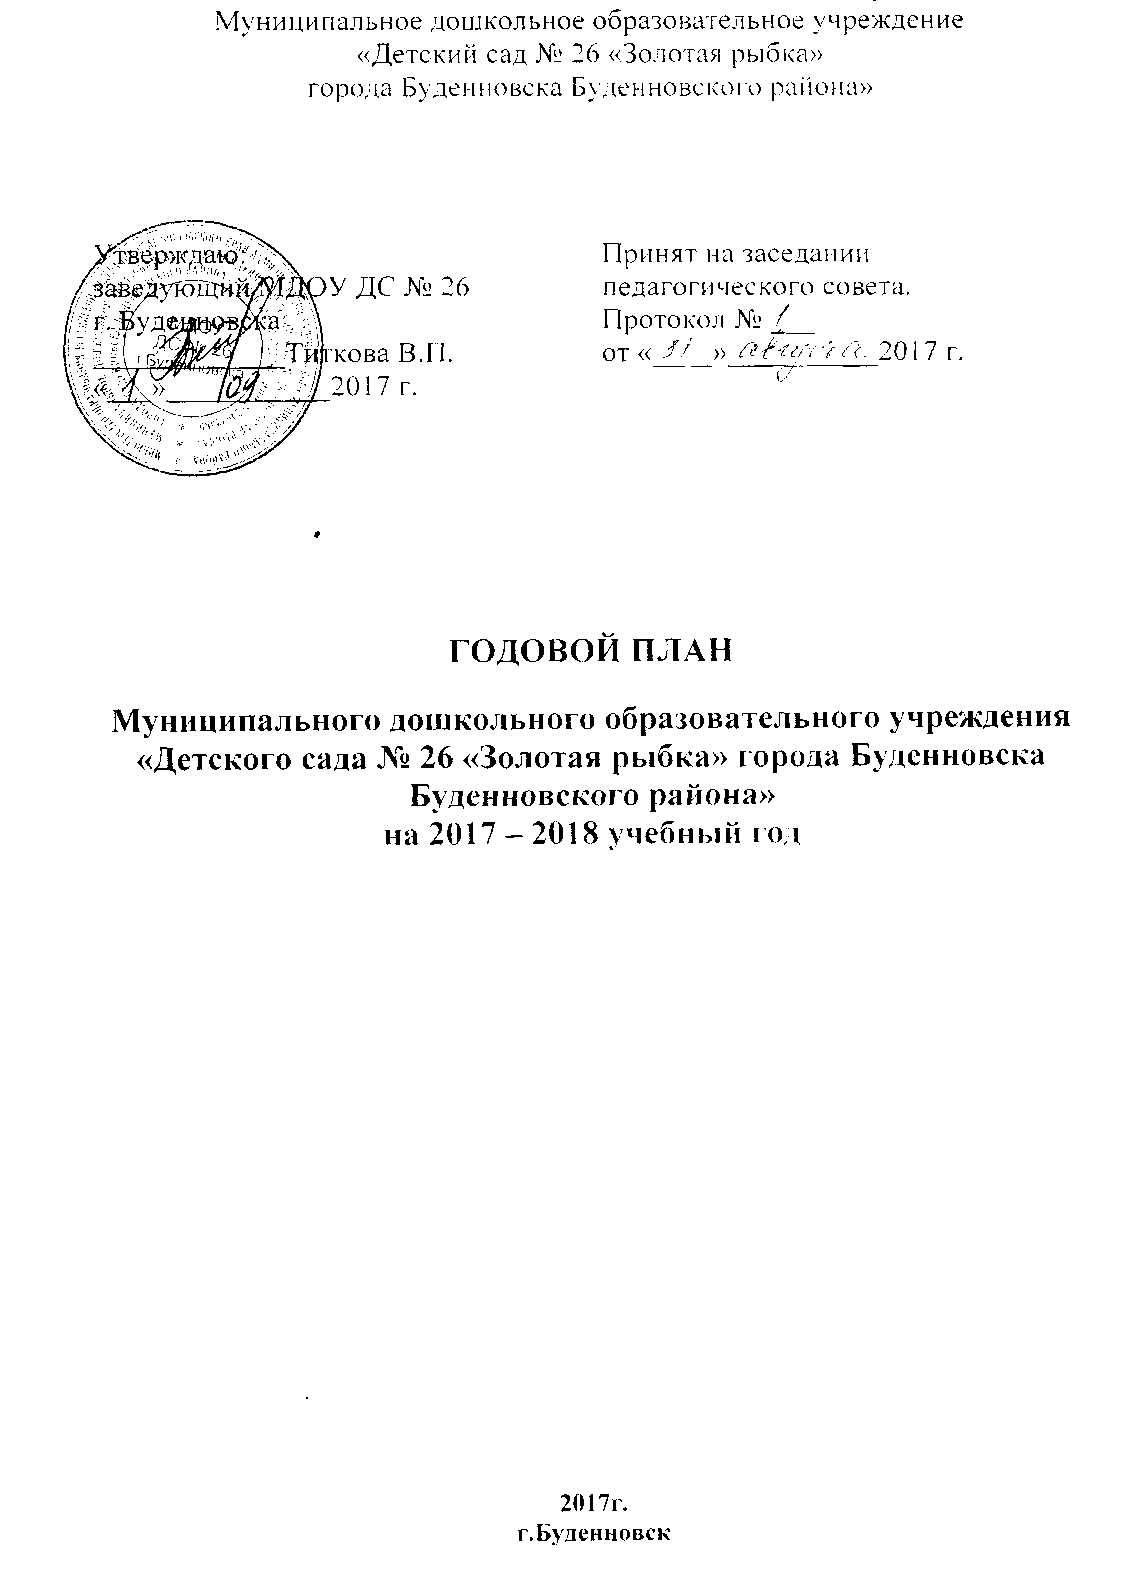 Муниципальное дошкольное образовательное учреждение
«Детский сад № 26 «Золотая рыбка»
города Буденновска Буденновского района»
Утверждаю:
заведующий МДОУ ДС № 26
г. Буденновска
Титкова В.П.
« 1 » 09 2017 г.
Принят на заседании
педагогического совета.
Протокол № 1
от « 31 » августа 2017 г.
ГОДОВОЙ ПЛАН
Муниципального дошкольного образовательного учреждения
«Детского сада № 26 «Золотая рыбка» города Буденновска
Буденновского района»
на 2017 – 2018 учебный год
2017г.
г.Буденновск